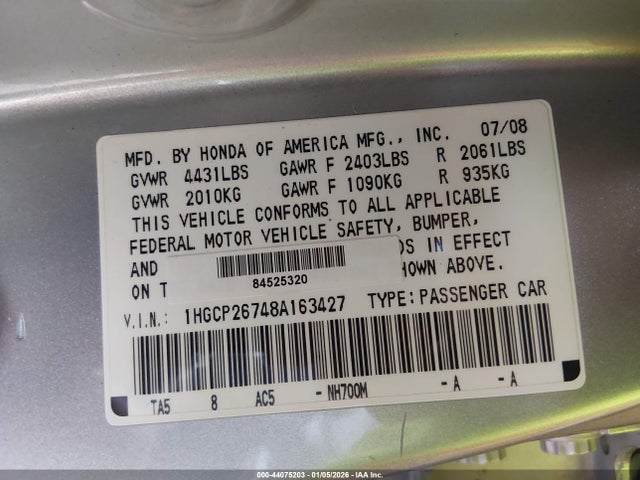 MFD. BY HONDA OF AMERICA MFG., INC. 07/08
GVWR 4431LBS GAWR F 2403LBS R 2061LBS
GVWR 2010KG GAWR F 1090KG R 935KG
THIS VEHICLE CONFORMS TO ALL APPLICABLE
FEDERAL MOTOR VEHICLE SAFETY, BUMPER,
AND DS IN EFFECT
ON T HOWN ABOVE.
84525320
V.I.N.: 1HGCP26748A163427 TYPE: PASSENGER CAR
TA5 8 AC5 - NH700M - A - A
000-44075203 - 01/05/2026 - IAA Inc.